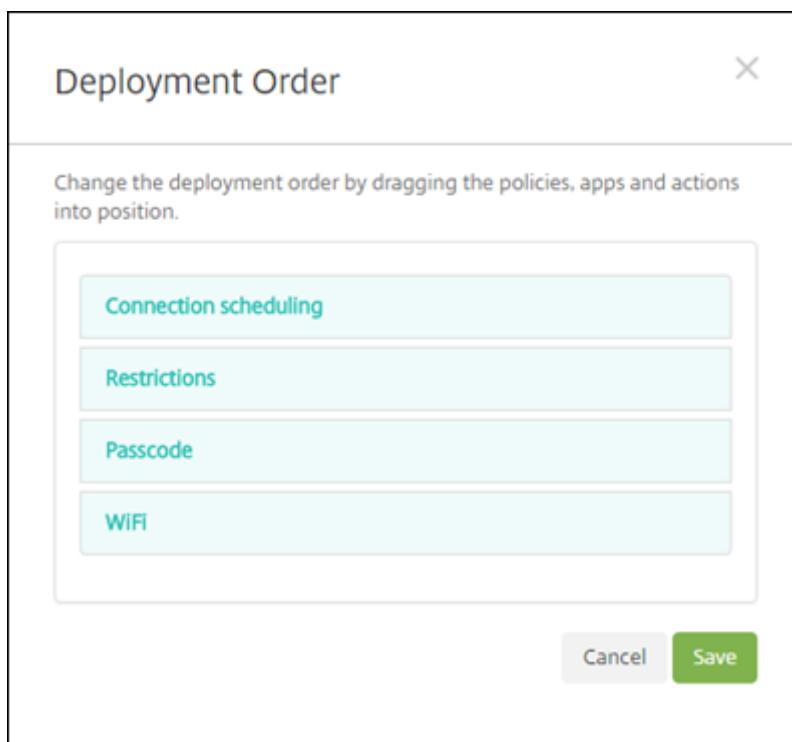 Deployment Order
Change the deployment order by dragging the policies, apps and actions
into position.
Connection scheduling
Restrictions
Passcode
WiFi
Cancel
Save